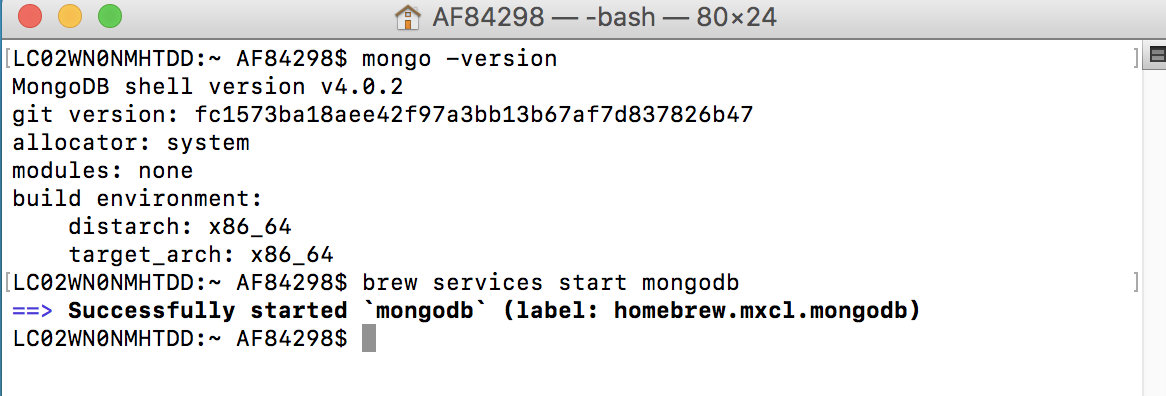 AF84298 — -bash — 80×24
[LC02WN0NMHTDD:~ AF84298$ mongo -version ]
MongoDB shell version v4.0.2
git version: fc1573ba18aee42f97a3bb13b67af7d837826b47
allocator: system
modules: none
build environment:
    distarch: x86_64
    target_arch: x86_64
[LC02WN0NMHTDD:~ AF84298$ brew services start mongodb ]
==> Successfully started `mongodb` (label: homebrew.mxcl.mongodb)
LC02WN0NMHTDD:~ AF84298$